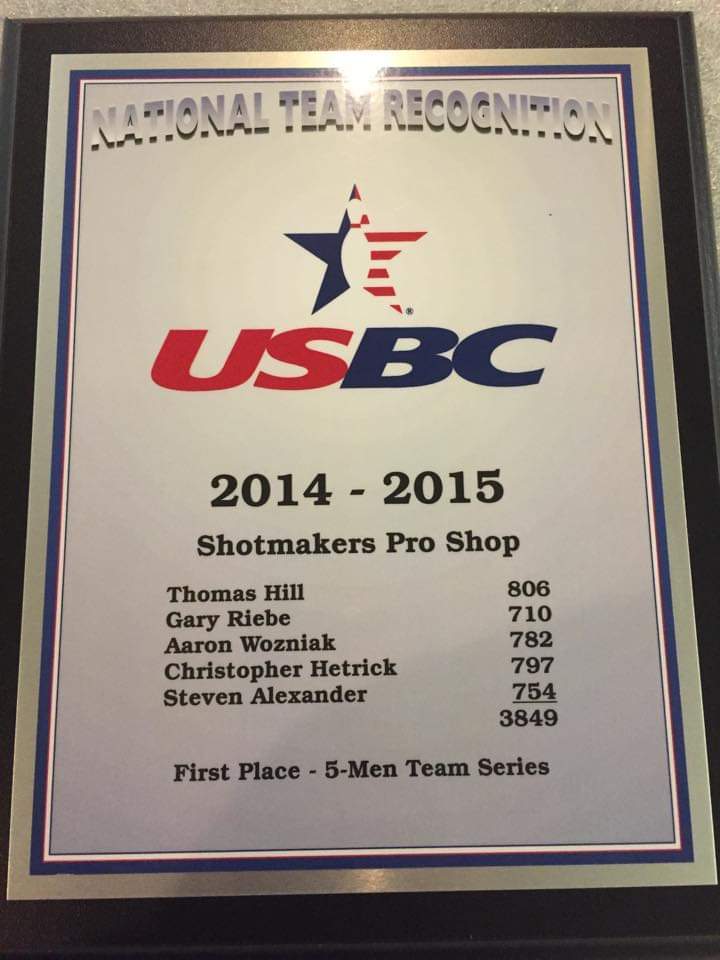 NATIONAL TEAM RECOGNITION
®
USBC
2014 - 2015
Shotmakers Pro Shop
Thomas Hill 806
Gary Riebe 710
Aaron Wozniak 782
Christopher Hetrick 797
Steven Alexander 754
3849
First Place - 5-Men Team Series